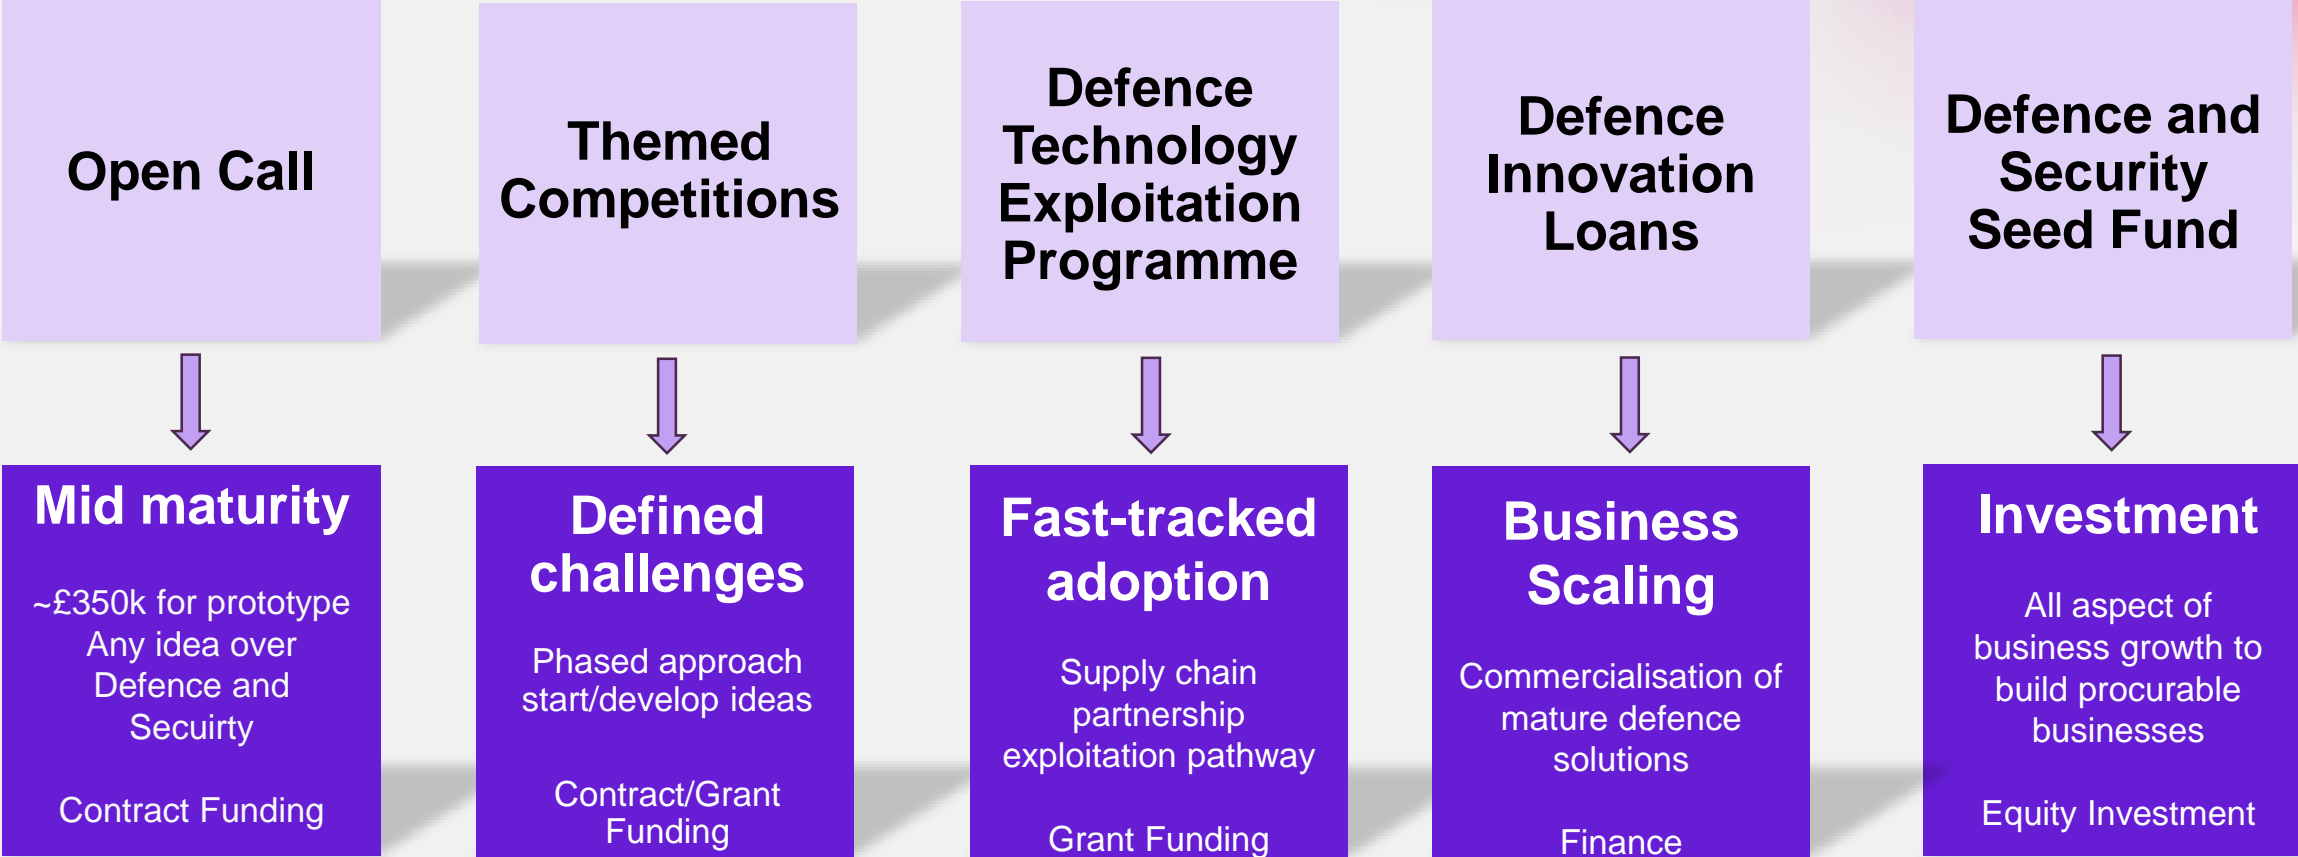 Open Call
Themed
Competitions
Defence
Technology
Exploitation
Programme
Defence
Innovation
Loans
Defence and
Security
Seed Fund
Mid maturity
~£350k for prototype
Any idea over
Defence and
Secuirty
Contract Funding
Defined
challenges
Phased approach
start/develop ideas
Contract/Grant
Funding
Fast-tracked
adoption
Supply chain
partnership
exploitation pathway
Grant Funding
Business
Scaling
Commercialisation of
mature defence
solutions
Finance
Investment
All aspect of
business growth to
build procurable
businesses
Equity Investment